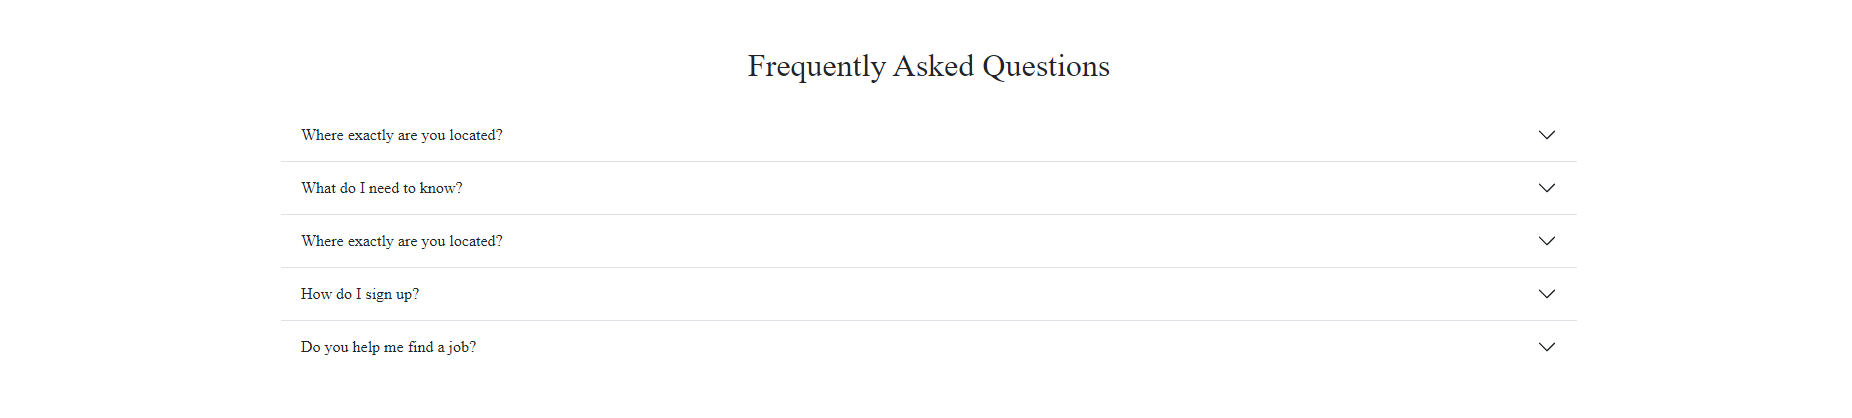 Frequently Asked Questions
Where exactly are you located?
What do I need to know?
Where exactly are you located?
How do I sign up?
Do you help me find a job?